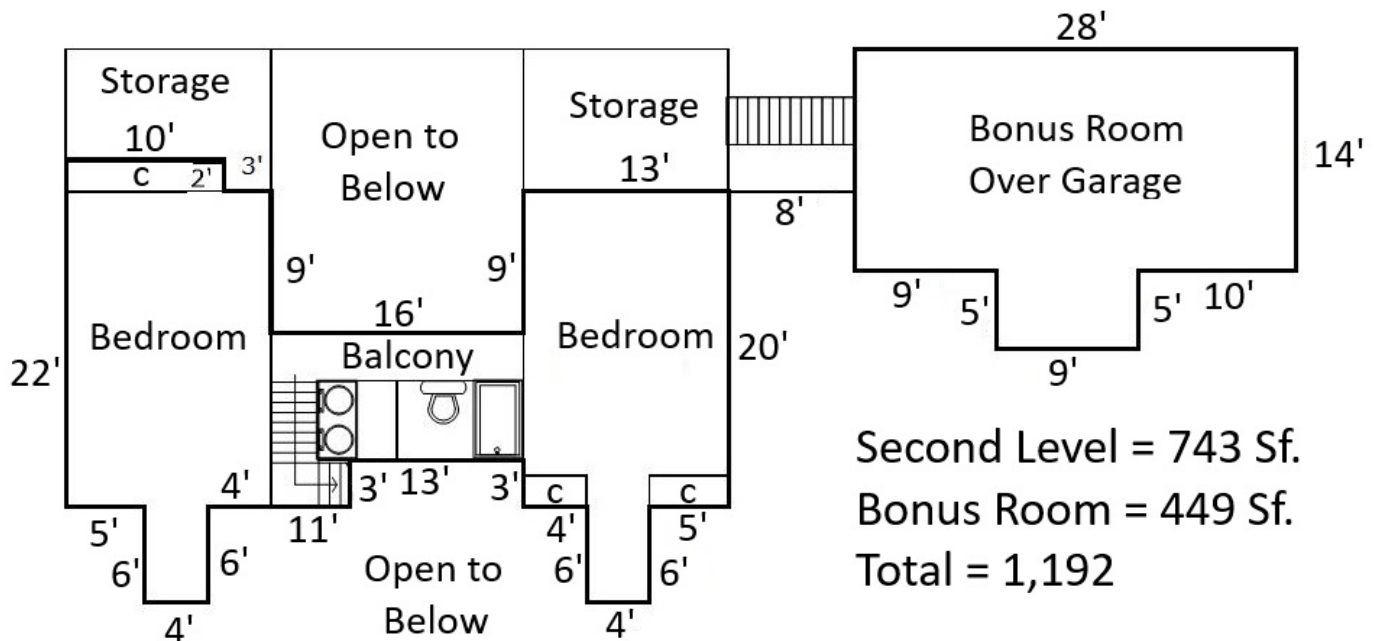 28'
Storage
Storage
Open to
Below
Bonus Room
Over Garage
14'
10'
c
2'
3'
13'
8'
9'
9'
9'
5'
5'
10'
9'
16'
Bedroom
Balcony
Bedroom
20'
22'
4'
3'
13'
3'
c
c
5'
11'
4'
5'
6'
6'
6'
6'
4'
4'
Open to
Below
Second Level = 743 Sf.
Bonus Room = 449 Sf.
Total = 1,192